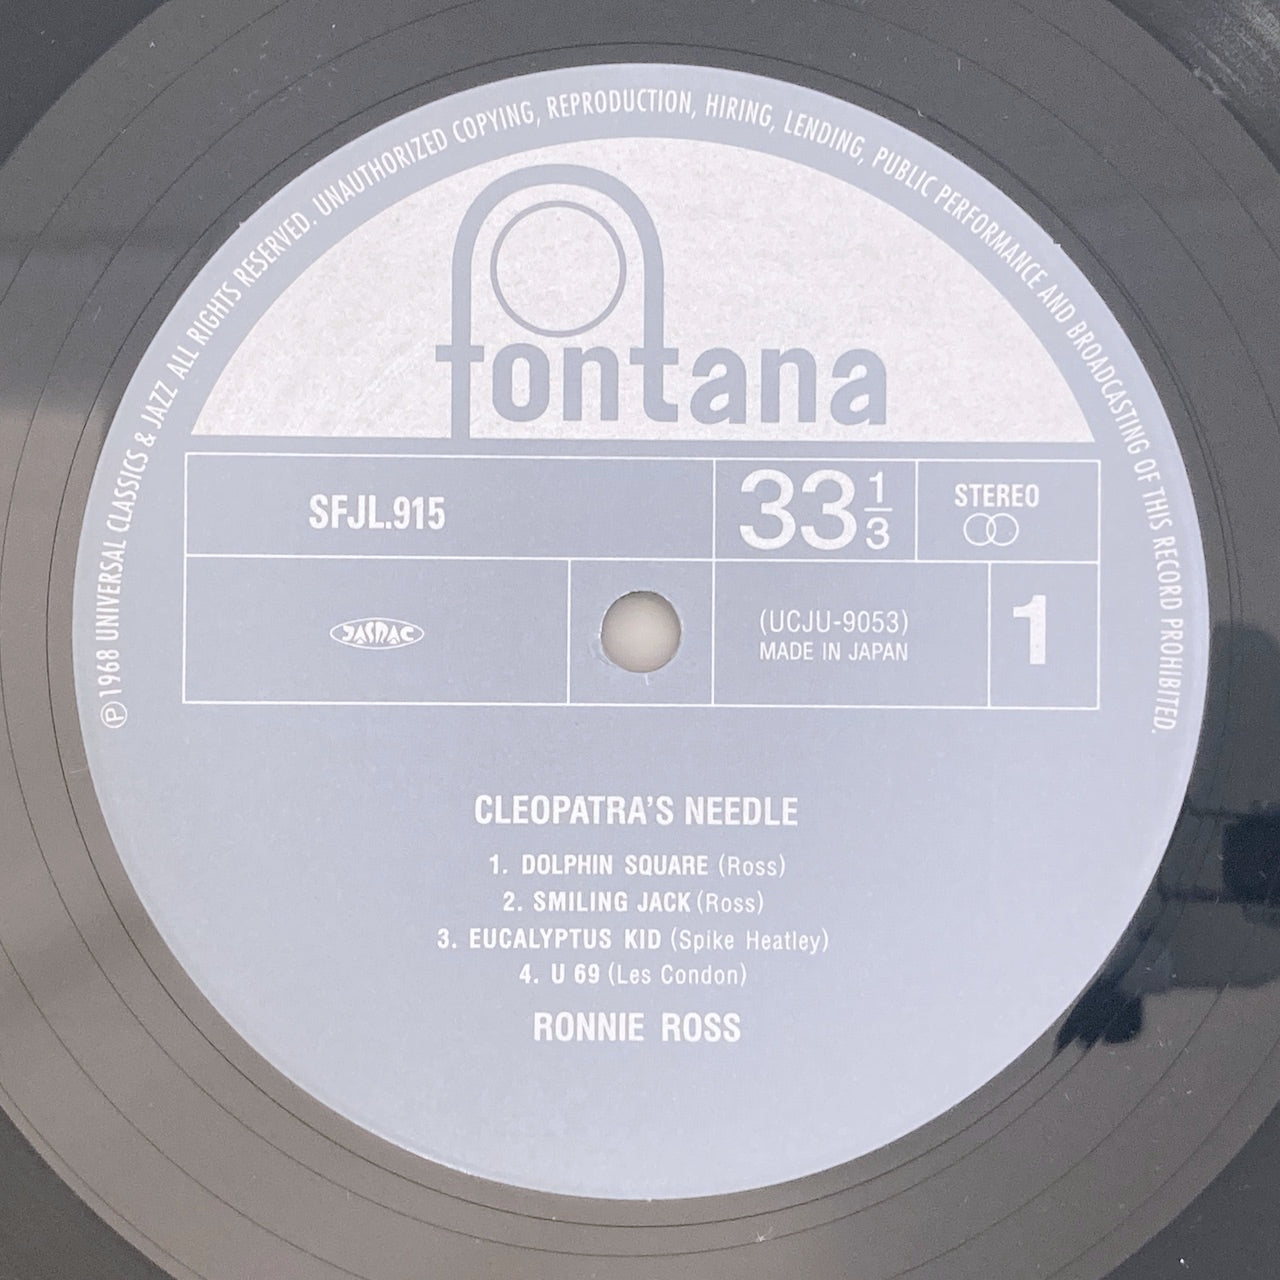 ℗1968 UNIVERSAL CLASSICS & JAZZ ALL RIGHTS RESERVED. UNAUTHORIZED COPYING, REPRODUCTION, HIRING, LENDING, PUBLIC PERFORMANCE AND BROADCASTING OF THIS RECORD PROHIBITED.
fontana
SFJL.915
33 1/3
STEREO
JASRAC
(UCJU-9053)
MADE IN JAPAN
1
CLEOPATRA'S NEEDLE
1. DOLPHIN SQUARE (Ross)
2. SMILING JACK (Ross)
3. EUCALYPTUS KID (Spike Heatley)
4. U 69 (Les Condon)
RONNIE ROSS